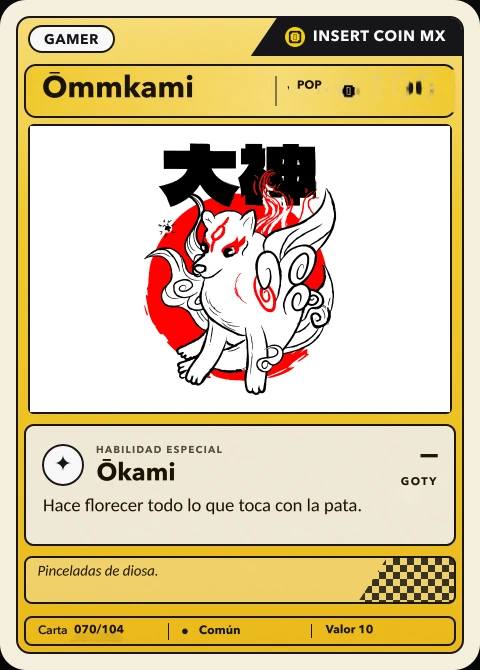 GAMER
INSERT COIN MX
Ōmmkami
POP
大神
HABILIDAD ESPECIAL
Ōkami
—
GOTY
Hace florecer todo lo que toca con la pata.
Pinceladas de diosa.
Carta 070/104 • Común Valor 10